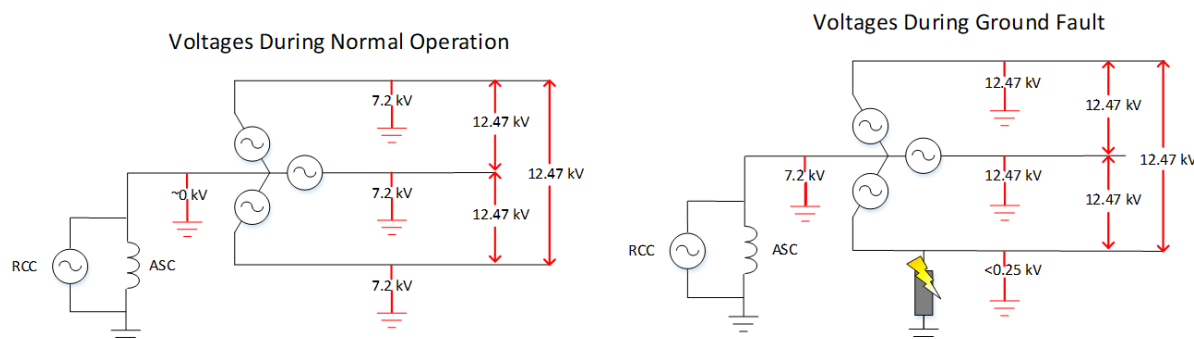 Voltages During Normal Operation
7.2 kV
12.47 kV
12.47 kV
~0 kV
7.2 kV
12.47 kV
RCC
ASC
7.2 kV
Voltages During Ground Fault
12.47 kV
12.47 kV
12.47 kV
7.2 kV
12.47 kV
12.47 kV
RCC
ASC
<0.25 kV